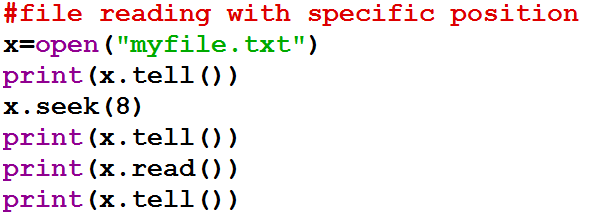 #file reading with specific position
x=open("myfile.txt")
print(x.tell())
x.seek(8)
print(x.tell())
print(x.read())
print(x.tell())